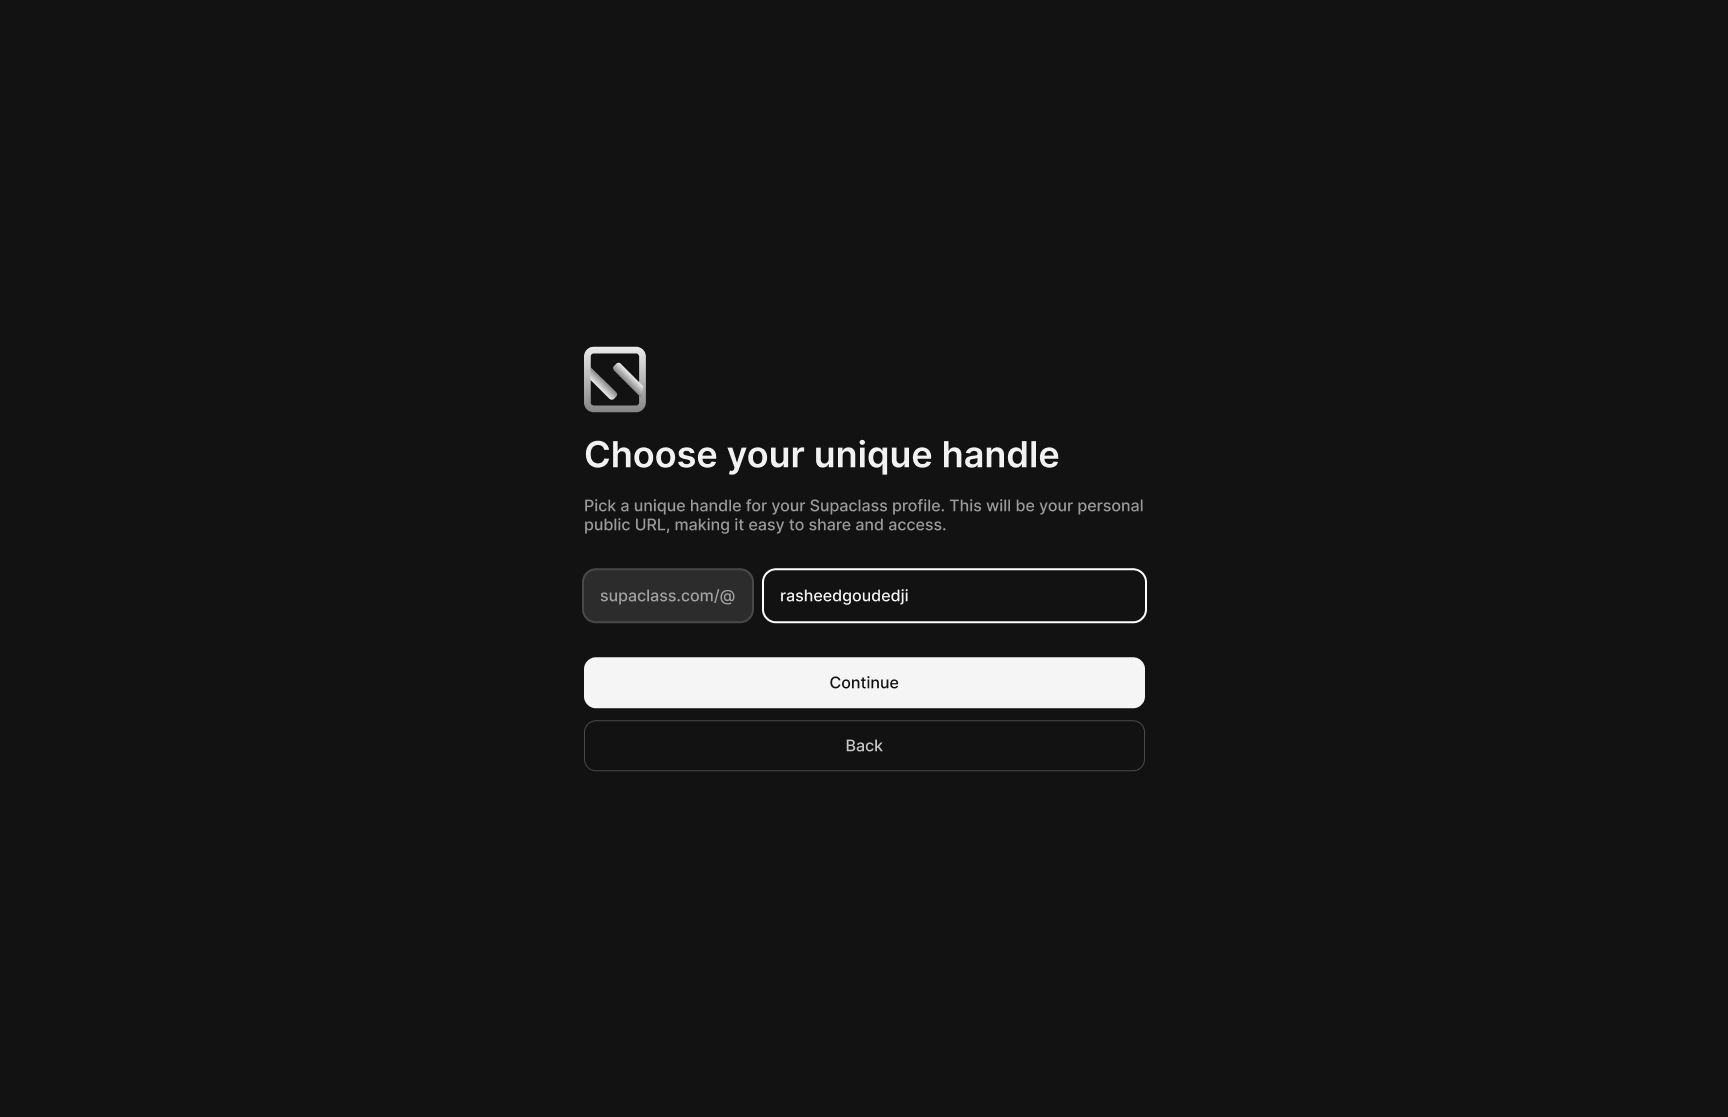 Choose your unique handle
Pick a unique handle for your Supaclass profile. This will be your personal
public URL, making it easy to share and access.
supaclass.com/@ rasheedgoudedji
Continue
Back